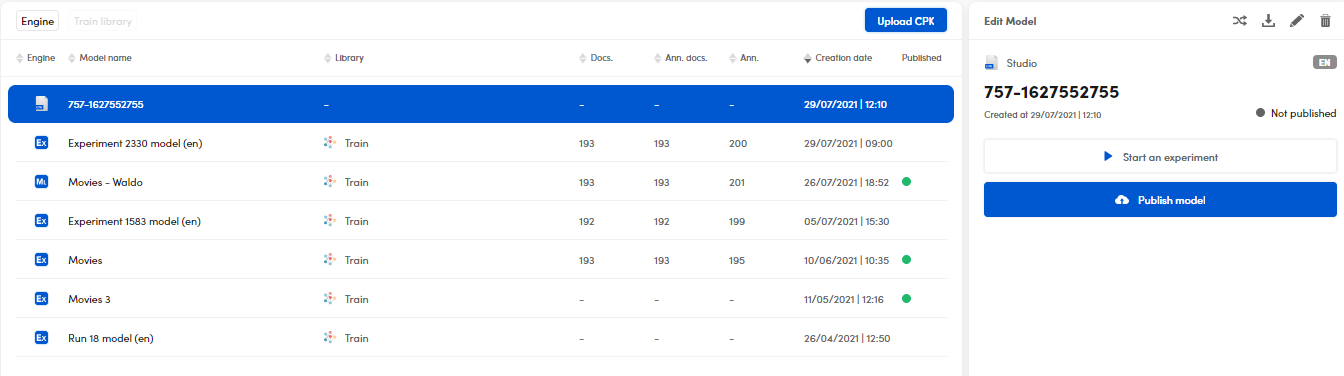 Engine Train library Upload CPK
Engine Model name Library Docs. Ann. docs. Ann. Creation date Published
757-1627552755 - - - - 29/07/2021 | 12:10
Ex Experiment 2330 model (en) Train 193 193 200 29/07/2021 | 09:00
ML Movies - Waldo Train 193 193 201 26/07/2021 | 18:52
Ex Experiment 1583 model (en) Train 192 192 199 05/07/2021 | 15:30
Ex Movies Train 193 193 195 10/06/2021 | 10:35
Ex Movies 3 Train - - - 11/05/2021 | 12:16
Ex Run 18 model (en) Train - - - 26/04/2021 | 12:50
Edit Model
Studio EN
757-1627552755
Created at 29/07/2021 | 12:10 Not published
Start an experiment
Publish model